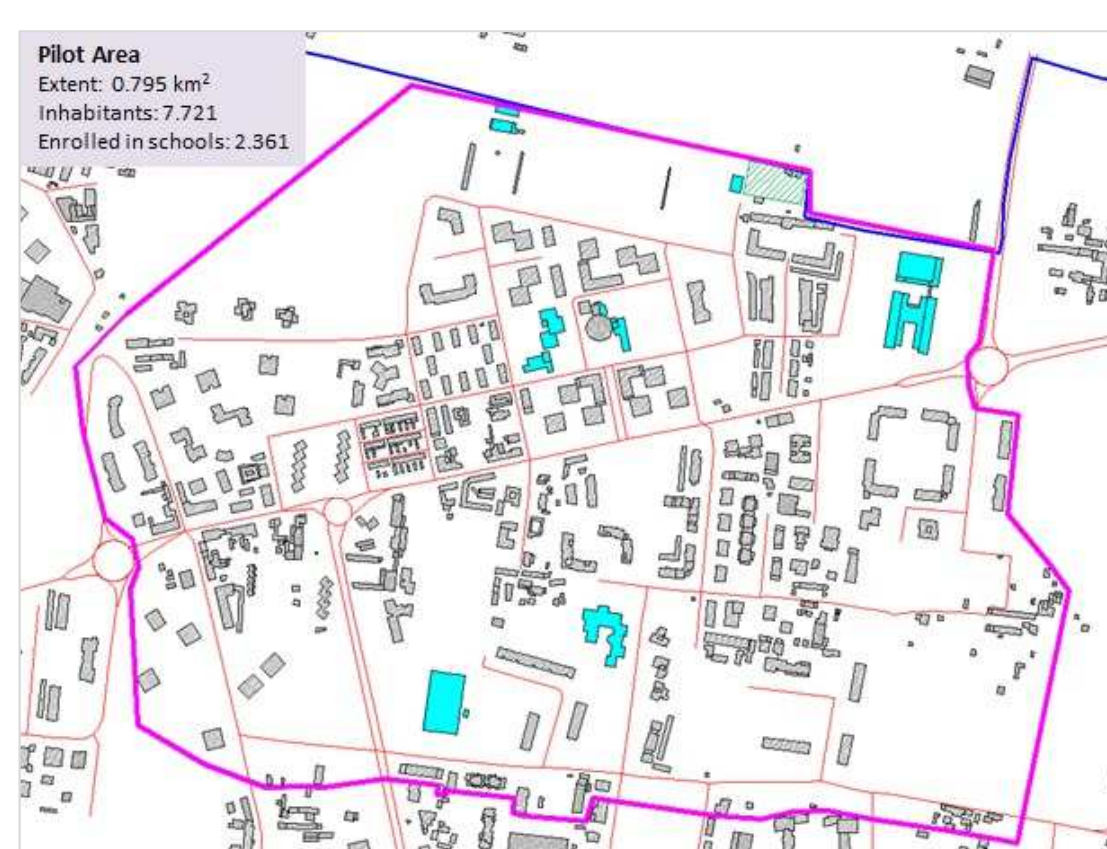 Pilot Area
Extent: 0.795 km²
Inhabitants: 7.721
Enrolled in schools: 2.361